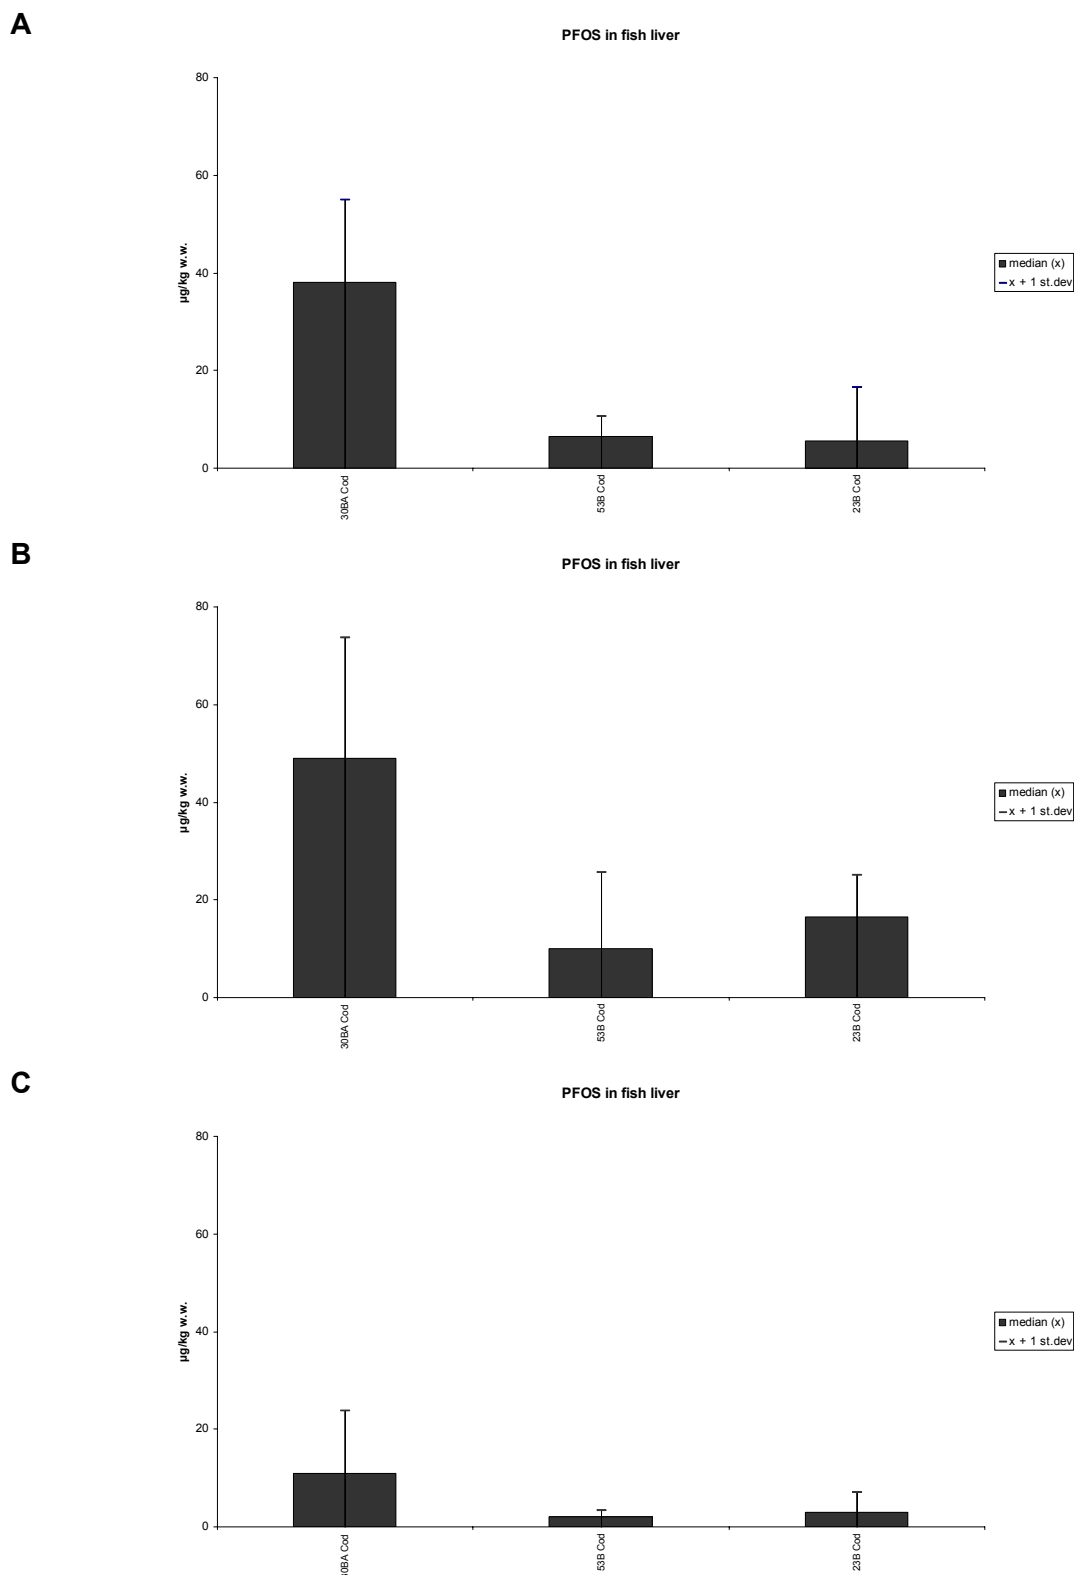 A
PFOS in fish liver
80
60
40
20
0
µg/kg w.w.
30BA Cod
53B Cod
23B Cod
median (x)
x + 1 st.dev
B
PFOS in fish liver
80
60
40
20
0
µg/kg w.w.
30BA Cod
53B Cod
23B Cod
median (x)
x + 1 st.dev
C
PFOS in fish liver
80
60
40
20
0
µg/kg w.w.
30BA Cod
53B Cod
23B Cod
median (x)
x + 1 st.dev